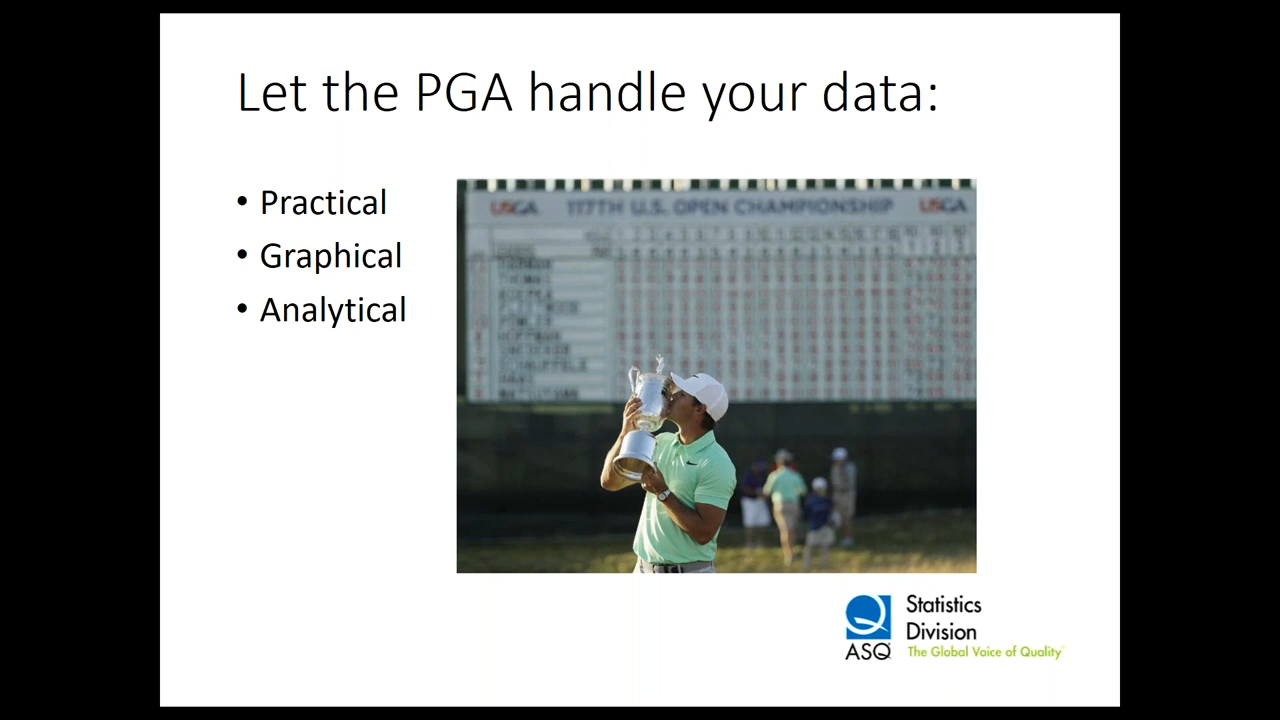 Let the PGA handle your data:
• Practical
• Graphical
• Analytical
USGA 117TH U.S. OPEN CHAMPIONSHIP USGA
Statistics
Division
ASQ The Global Voice of Quality